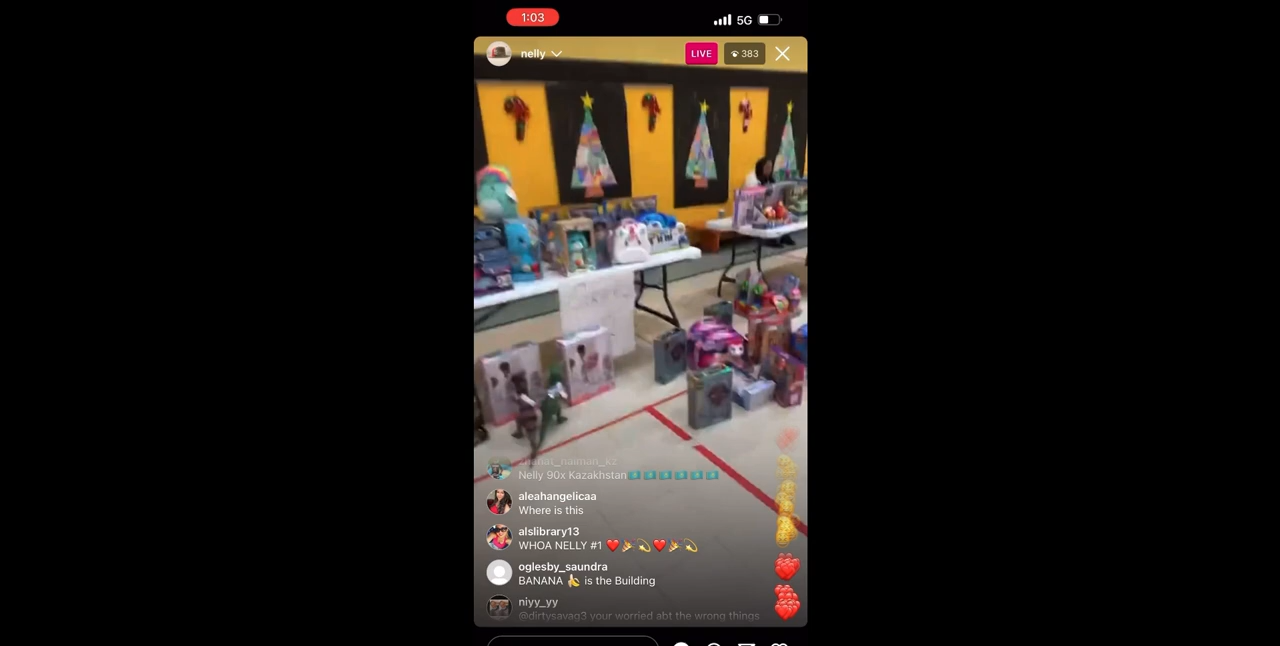 1:03
5G
nelly
LIVE
383
zhanat_naiman_kz
Nelly 90x Kazakhstan🇰🇿🇰🇿🇰🇿🇰🇿🇰🇿🇰🇿
aleahangelicaa
Where is this
alslibrary13
WHOA NELLY #1 ❤️🎉💫❤️🎉💫
oglesby_saundra
BANANA 🍌 is the Building
niyy_yy
@dirtysavag3 your worried abt the wrong things